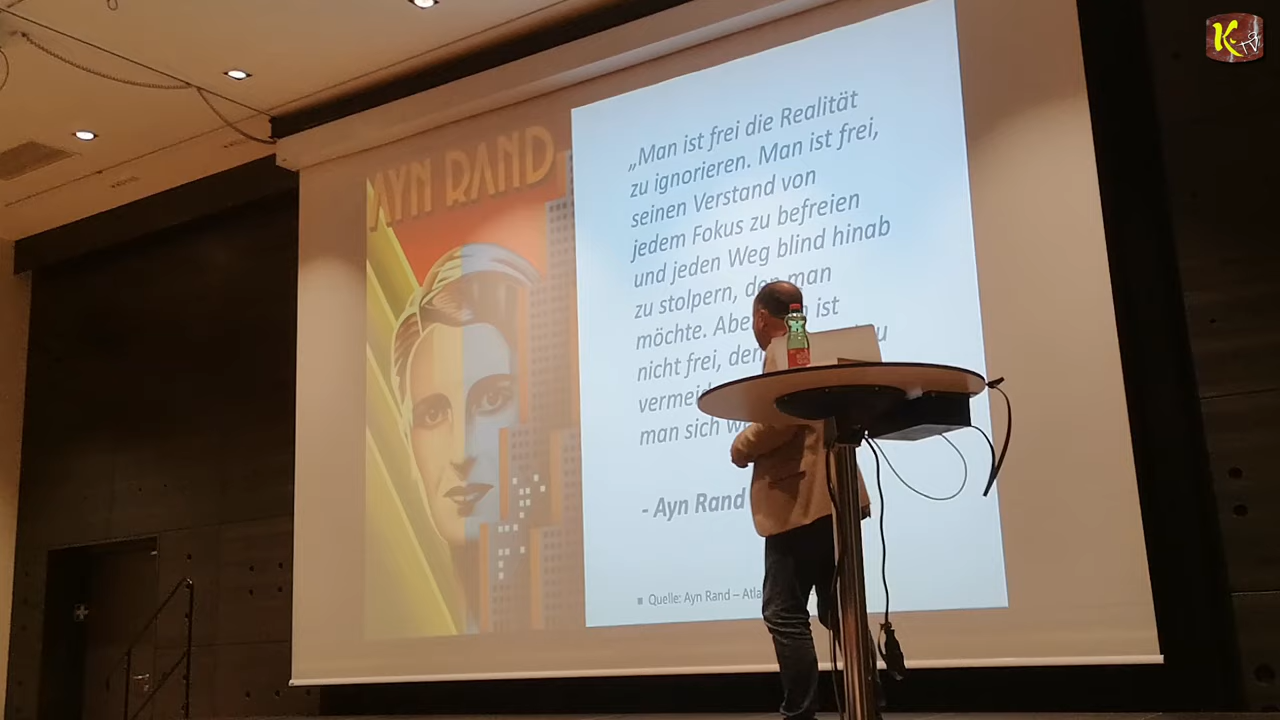 K
AYN RAND
„Man ist frei die Realität
zu ignorieren. Man ist frei,
seinen Verstand von
jedem Fokus zu befreien
und jeden Weg blind hinab
zu stolpern, den man
möchte. ist
nicht frei,
man sich
- Ayn Rand
Quelle: Ayn Rand –